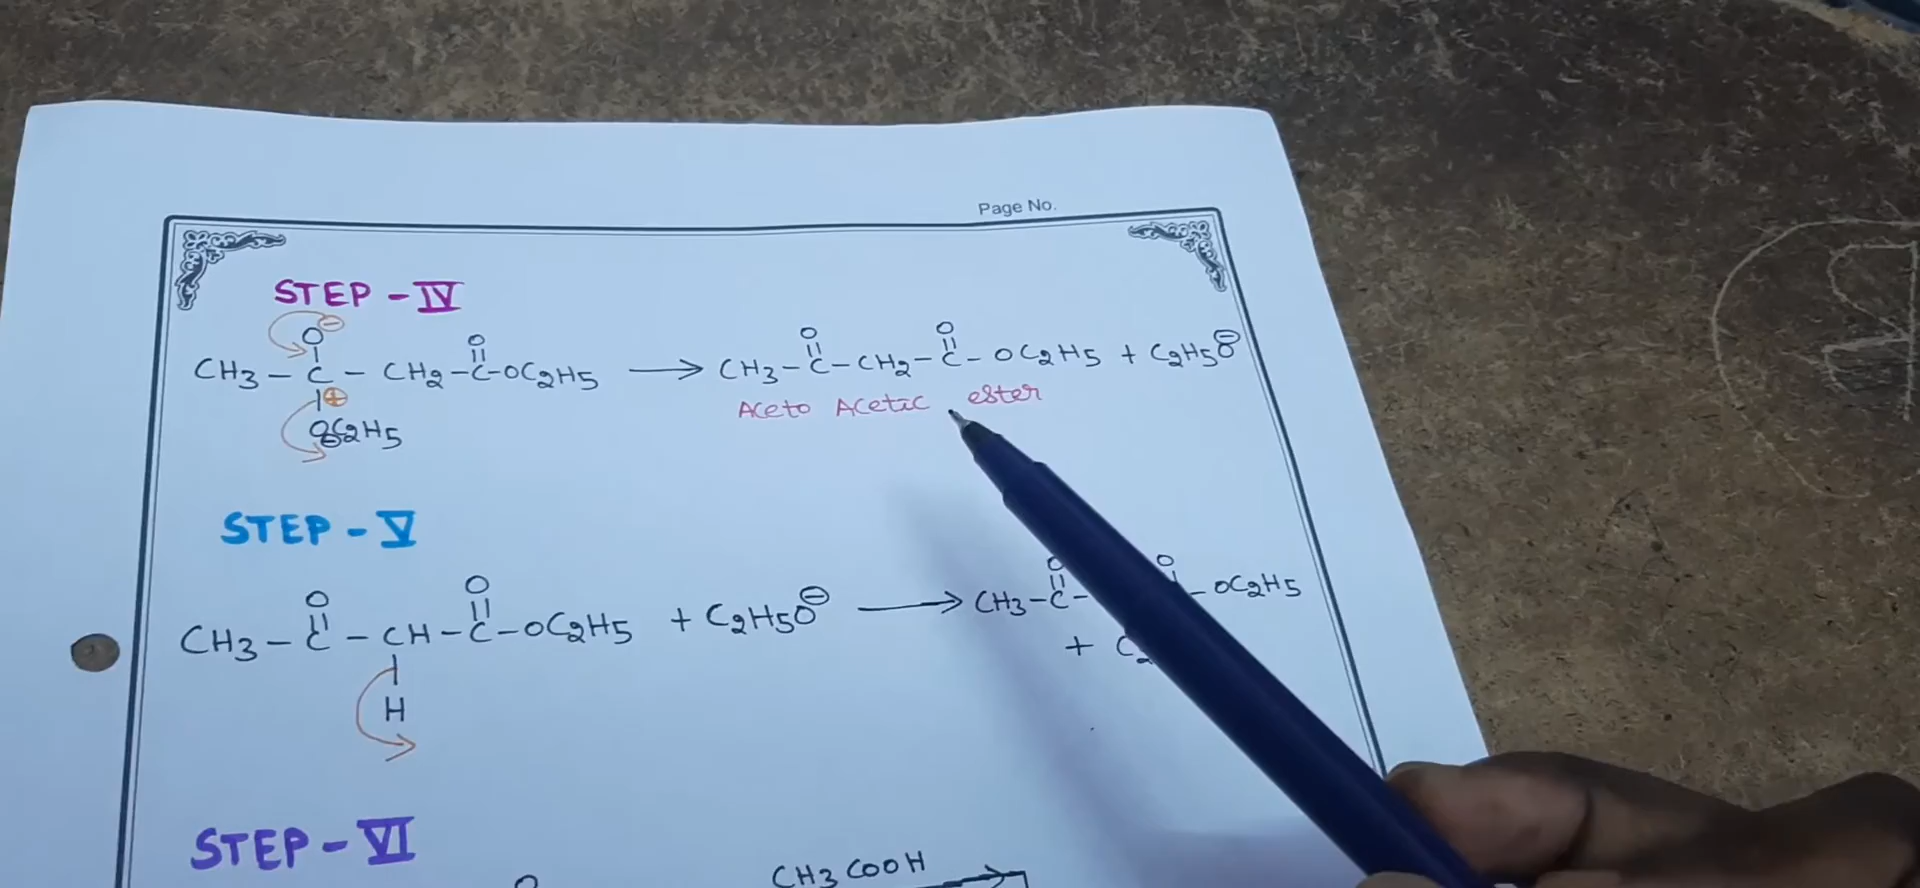 Page No.
STEP - IV
O⊖
CH3 - C - CH2 - C - OC2H5 → CH3 - C - CH2 - C - OC2H5 + C2H5O⊖
O
O
O
⊕
OC2H5
Aceto Acetic ester
STEP - V
O
O
O
O
CH3 - C - CH - C - OC2H5 + C2H5O⊖ → CH3 - C - - OC2H5
H
+ C2
STEP - VI
CH3COOH